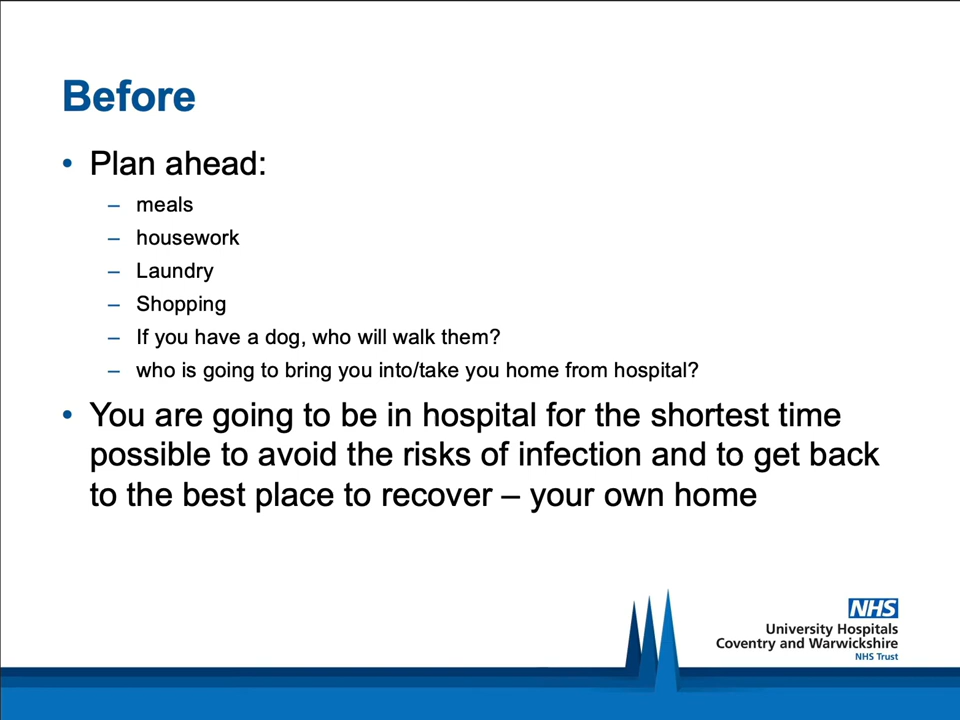 Before
• Plan ahead:
– meals
– housework
– Laundry
– Shopping
– If you have a dog, who will walk them?
– who is going to bring you into/take you home from hospital?
• You are going to be in hospital for the shortest time
possible to avoid the risks of infection and to get back
to the best place to recover – your own home
NHS
University Hospitals
Coventry and Warwickshire
NHS Trust